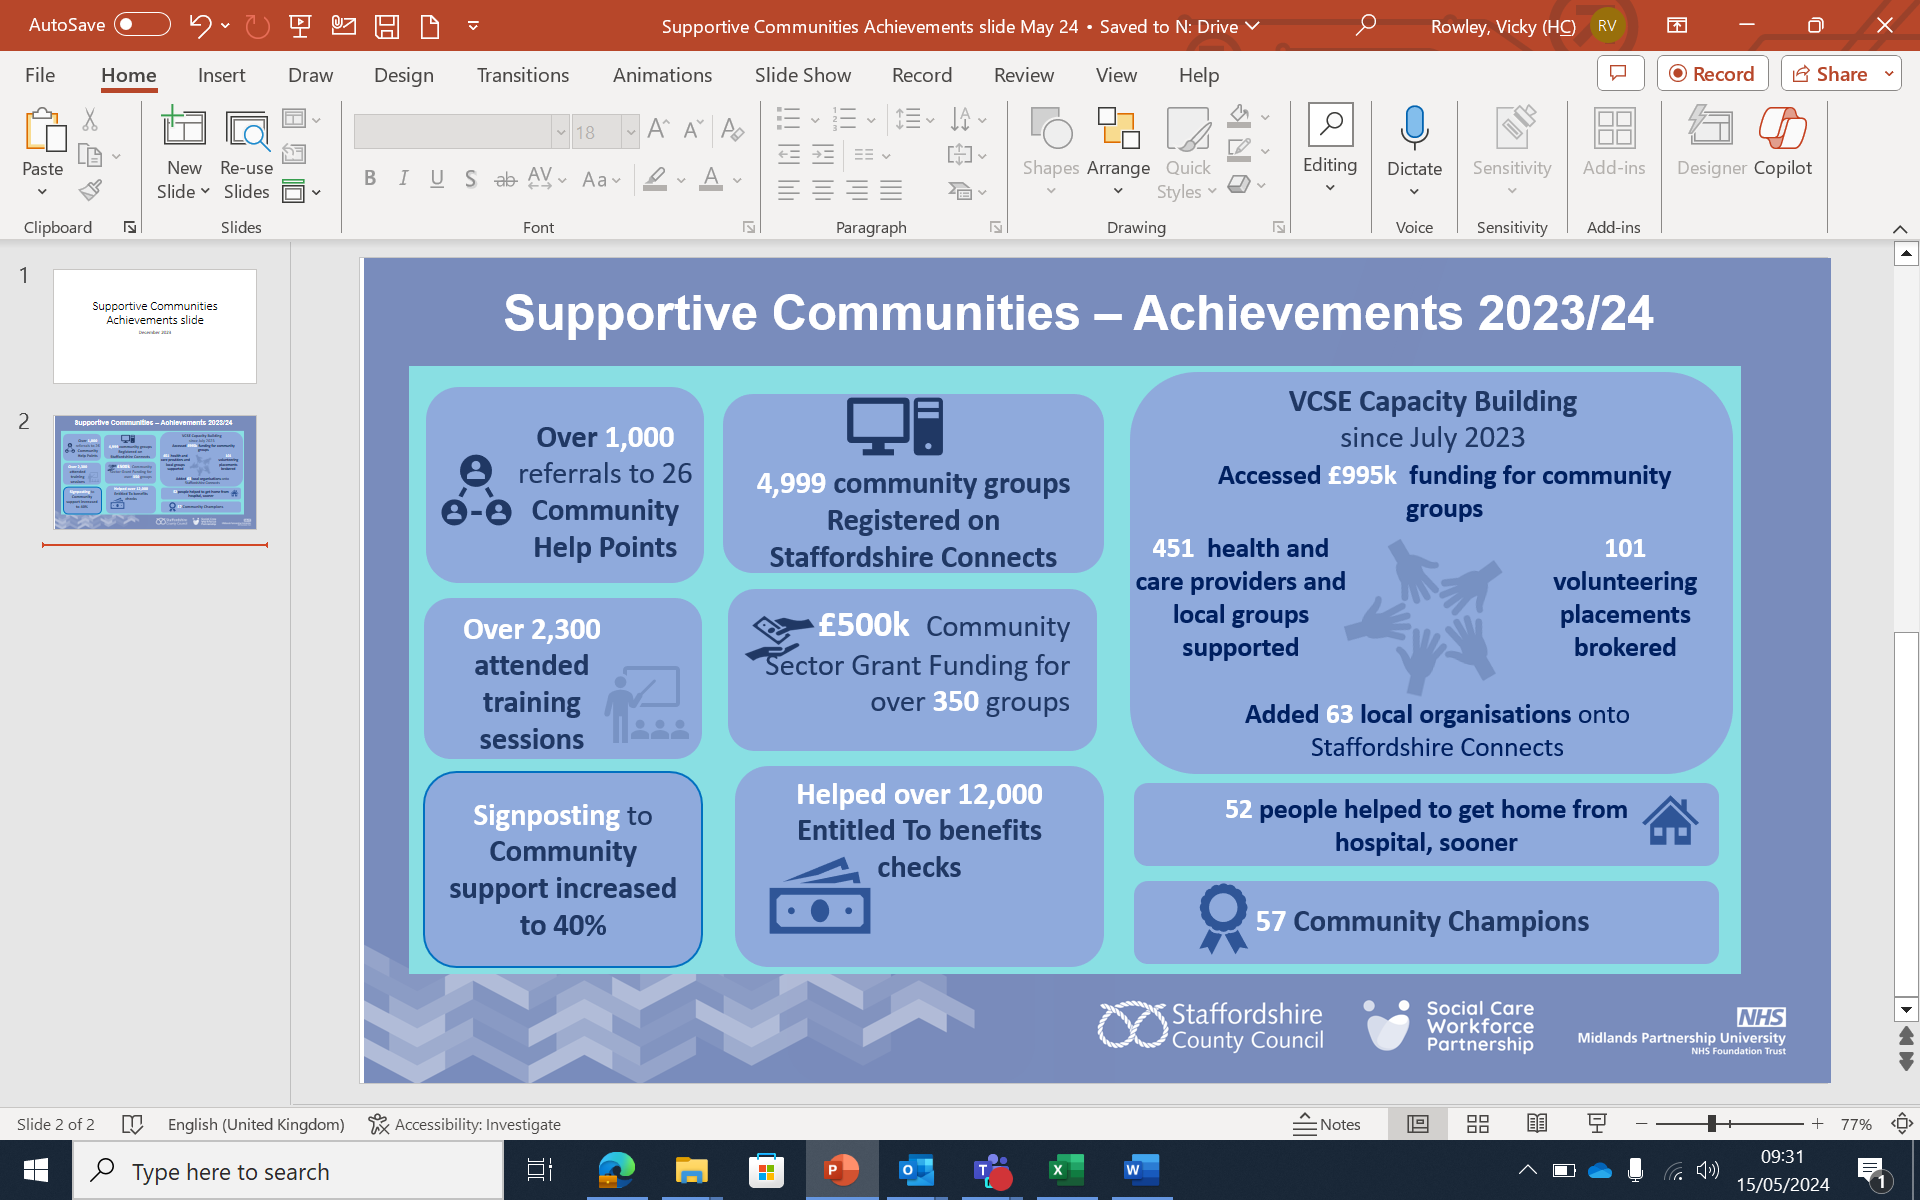 AutoSave
Supportive Communities Achievements slide May 24 • Saved to N: Drive
Rowley, Vicky (HC)
RV
File Home Insert Draw Design Transitions Animations Slide Show Record Review View Help
Record
Share
Paste
New
Slide
Re-use
Slides
18
Shapes
Arrange
Quick
Styles
Editing
Dictate
Sensitivity
Add-ins
Designer
Copilot
Clipboard
Slides
Font
Paragraph
Drawing
Voice
Sensitivity
Add-ins
1
Supportive Communities
Achievements slide
December 2023
2
Supportive Communities – Achievements 2023/24
Over 1,000
referrals to 26
Community
Help Points
4,999 community groups
Registered on
Staffordshire Connects
VCSE Capacity Building
since July 2023
Accessed £995k funding for community
groups
451 health and
care providers and
local groups
supported
101
volunteering
placements
brokered
Added 63 local organisations onto
Staffordshire Connects
Over 2,300
attended
training
sessions
£500k Community
Sector Grant Funding for
over 350 groups
Signposting to
Community
support increased
to 40%
Helped over 12,000
Entitled To benefits
checks
52 people helped to get home from
hospital, sooner
57 Community Champions
Staffordshire
County Council
Social Care
Workforce
Partnership
NHS
Midlands Partnership University
NHS Foundation Trust
Slide 2 of 2
English (United Kingdom)
Accessibility: Investigate
Notes
77%
Type here to search
09:31
15/05/2024
1